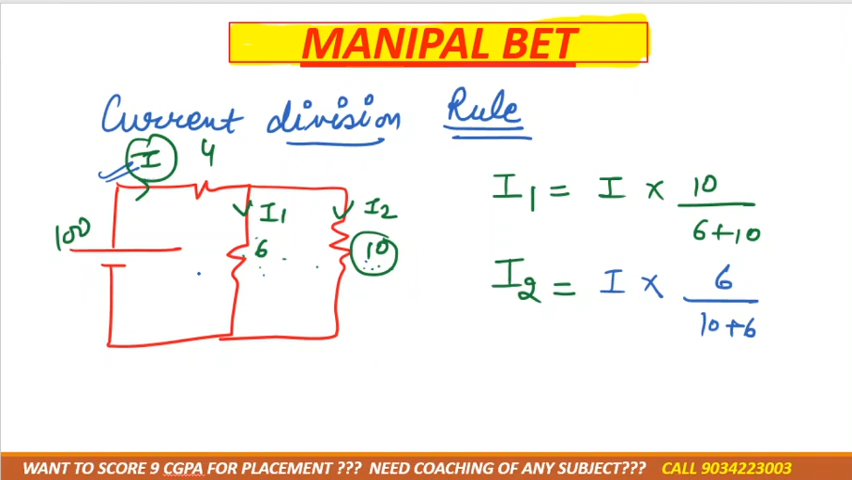 MANIPAL BET
Current division Rule
I 4
100
I1
I2
6
10
I1 = I × 10
6+10
I2 = I × 6
10+6
WANT TO SCORE 9 CGPA FOR PLACEMENT ??? NEED COACHING OF ANY SUBJECT??? CALL 9034223003